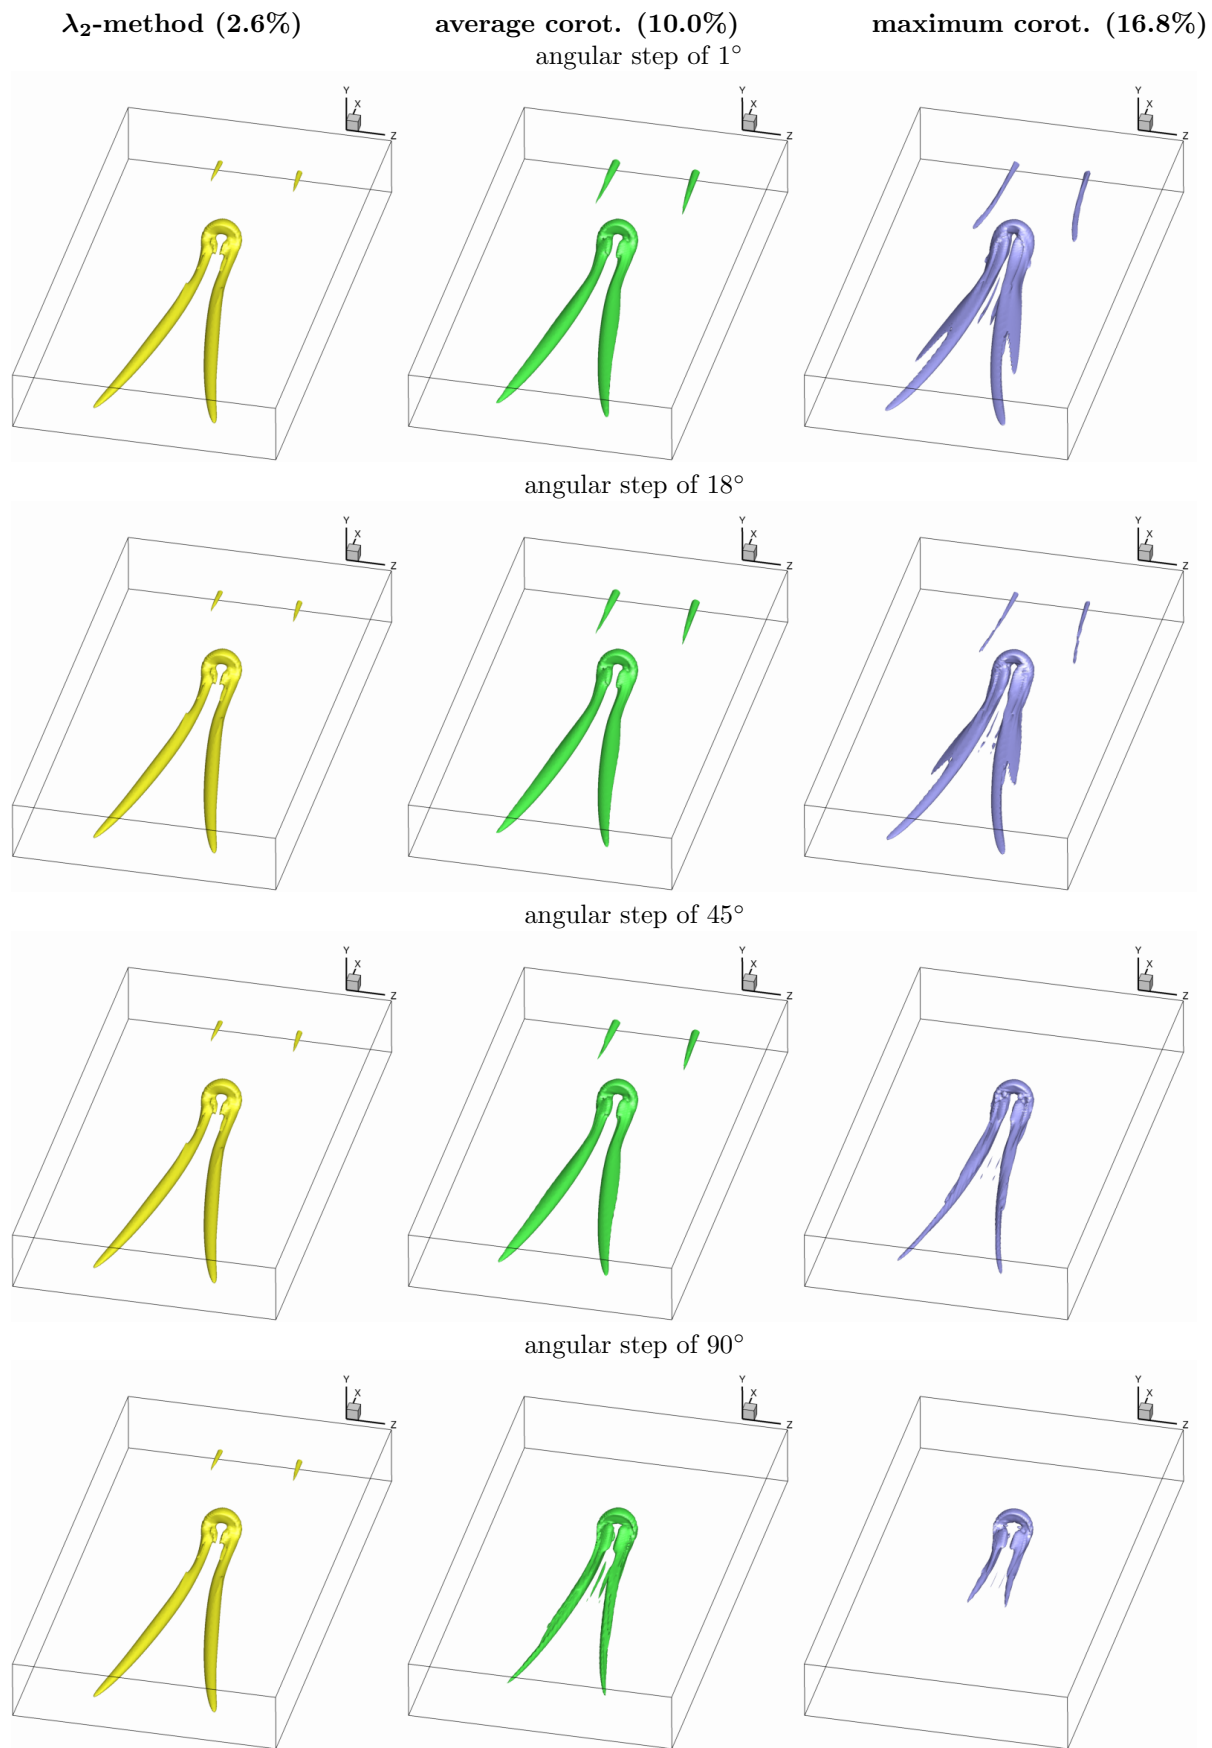 λ₂-method (2.6%) average corot. (10.0%) maximum corot. (16.8%)
angular step of 1°
Y X Z Y X Z Y X Z
angular step of 18°
Y X Z Y X Z Y X Z
angular step of 45°
Y X Z Y X Z Y X Z
angular step of 90°
Y X Z Y X Z Y X Z